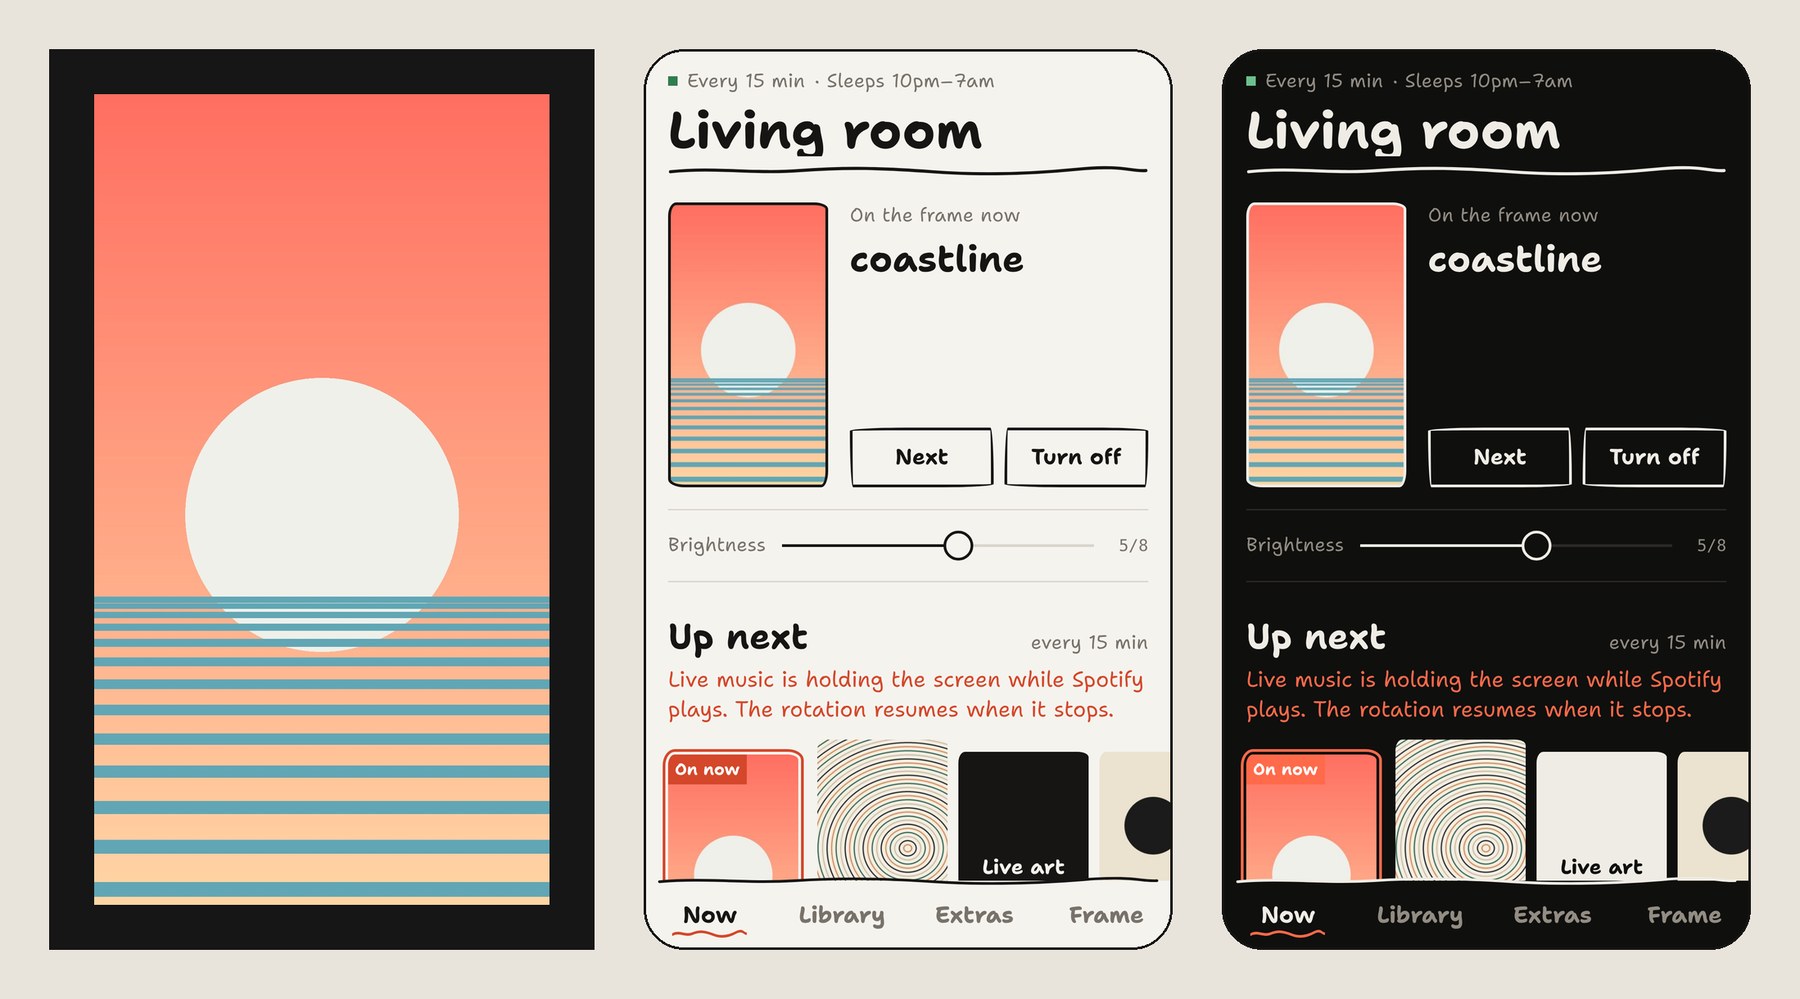 Every 15 min · Sleeps 10pm–7am
Living room
On the frame now
coastline
Next
Turn off
Brightness
5/8
Up next
every 15 min
Live music is holding the screen while Spotify
plays. The rotation resumes when it stops.
On now
Live art
Now
Library
Extras
Frame
Every 15 min · Sleeps 10pm–7am
Living room
On the frame now
coastline
Next
Turn off
Brightness
5/8
Up next
every 15 min
Live music is holding the screen while Spotify
plays. The rotation resumes when it stops.
On now
Live art
Now
Library
Extras
Frame